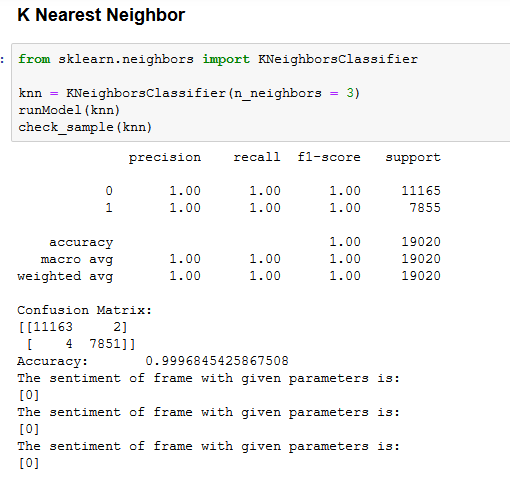 K Nearest Neighbor
: from sklearn.neighbors import KNeighborsClassifier
knn = KNeighborsClassifier(n_neighbors = 3)
runModel(knn)
check_sample(knn)
precision recall f1-score support
0 1.00 1.00 1.00 11165
1 1.00 1.00 1.00 7855
accuracy 1.00 19020
macro avg 1.00 1.00 1.00 19020
weighted avg 1.00 1.00 1.00 19020
Confusion Matrix:
[[11163 2]
[ 4 7851]]
Accuracy: 0.9996845425867508
The sentiment of frame with given parameters is:
[0]
The sentiment of frame with given parameters is:
[0]
The sentiment of frame with given parameters is:
[0]